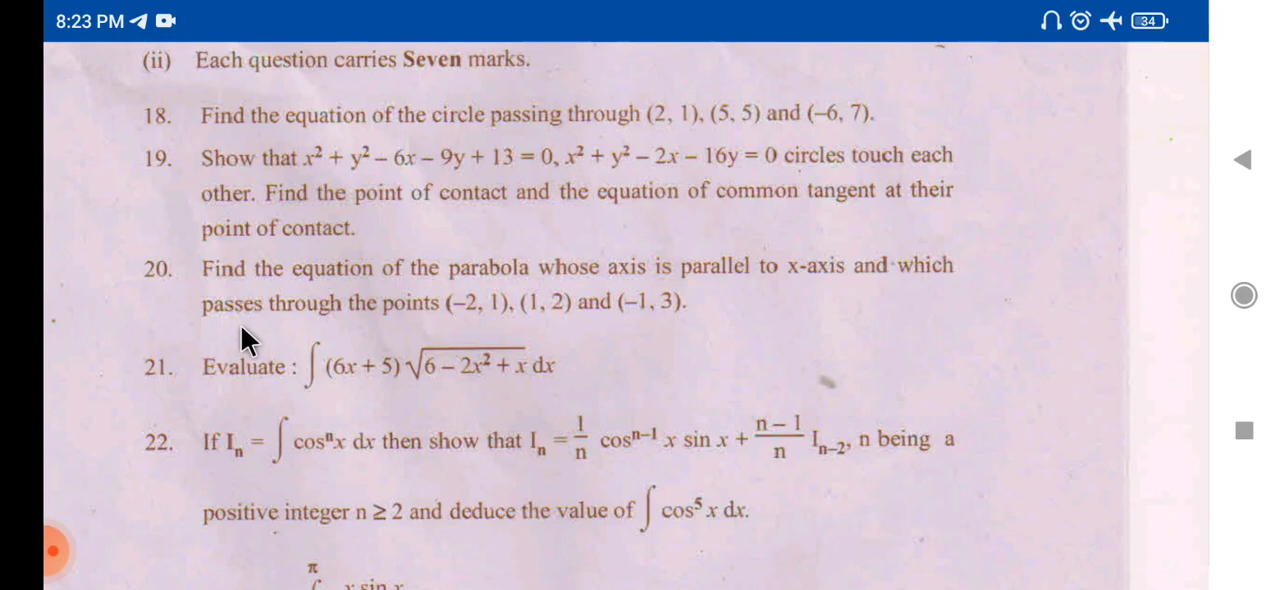 8:23 PM
34
(ii) Each question carries Seven marks.
18. Find the equation of the circle passing through (2, 1), (5, 5) and (–6, 7).
19. Show that x² + y² – 6x – 9y + 13 = 0, x² + y² – 2x – 16y = 0 circles touch each
other. Find the point of contact and the equation of common tangent at their
point of contact.
20. Find the equation of the parabola whose axis is parallel to x-axis and which
passes through the points (–2, 1), (1, 2) and (–1, 3).
21. Evaluate : ∫ (6x + 5) √(6 – 2x² + x) dx
22. If Iₙ = ∫ cosⁿx dx then show that Iₙ = 1/n cosⁿ⁻¹ x sin x + (n – 1)/n Iₙ₋₂, n being a
positive integer n ≥ 2 and deduce the value of ∫ cos⁵ x dx.
π
∫ x sin x